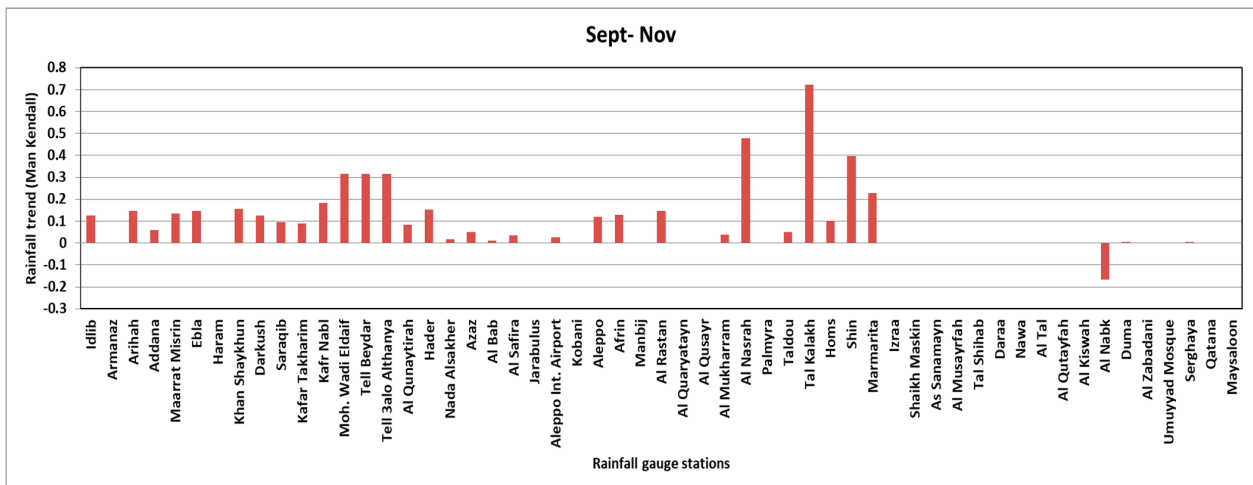 Sept- Nov
Rainfall trend (Man Kendall)
0.8
0.7
0.6
0.5
0.4
0.3
0.2
0.1
0
-0.1
-0.2
-0.3
Idlib
Armanaz
Arihah
Addana
Maarrat Misrin
Ebla
Haram
Khan Shaykhun
Darkush
Saraqib
Kafar Takharim
Kafr Nabl
Moh. Wadi Eldaif
Tell Beydar
Tell 3alo Althanya
Al Qunaytirah
Hader
Nada Alsakher
Azaz
Al Bab
Al Safira
Jarabulus
Aleppo Int. Airport
Kobani
Aleppo
Afrin
Manbij
Al Rastan
Al Quaryatayn
Al Qusayr
Al Mukharram
Al Nasrah
Palmyra
Taldou
Tal Kalakh
Homs
Shin
Marmarita
Izraa
Shaikh Maskin
As Sanamayn
Al Musayrfah
Tal Shihab
Daraa
Nawa
Al Tal
Al Qutayfah
Al Kiswah
Al Nabk
Duma
Al Zabadani
Umuyyad Mosque
Serghaya
Qatana
Maysaloon
Rainfall gauge stations